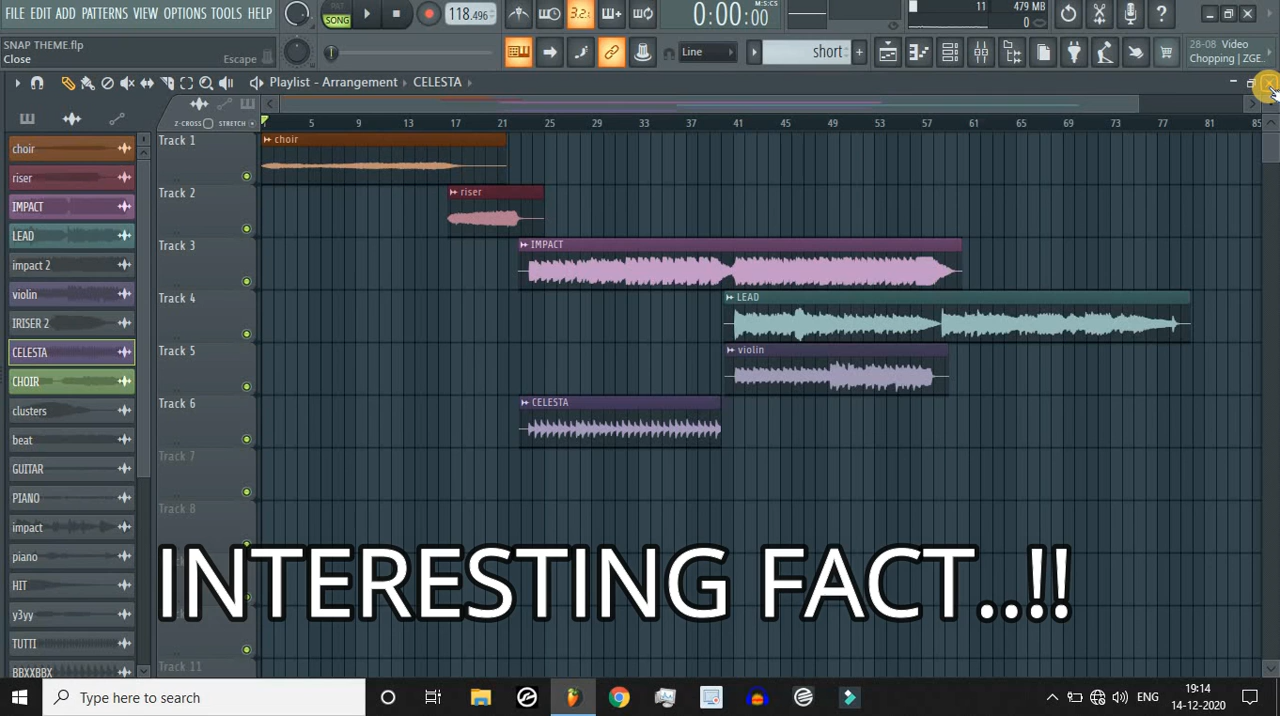 FILE EDIT ADD PATTERNS VIEW OPTIONS TOOLS HELP
PAT
SONG
118.496
3.2.
0:00:00
M:S:CS
11
479 MB
0
SNAP THEME flp
Close
Escape
Line
short
28-08 Video
Chopping | ZGE..
Playlist - Arrangement CELESTA
Z-CROSS STRETCH
5 9 13 17 21 25 29 33 37 41 45 49 53 57 61 65 69 73 77 81 85
choir
riser
IMPACT
LEAD
impact 2
violin
IRISER 2
CELESTA
CHOIR
clusters
beat
GUITAR
PIANO
impact
piano
HIT
y3yy
TUTTI
BBXXBBX
Track 1
choir
Track 2
riser
Track 3
IMPACT
Track 4
LEAD
Track 5
violin
Track 6
CELESTA
Track 7
Track 8
Track 11
INTERESTING FACT..!!
Type here to search
ENG
19:14
14-12-2020